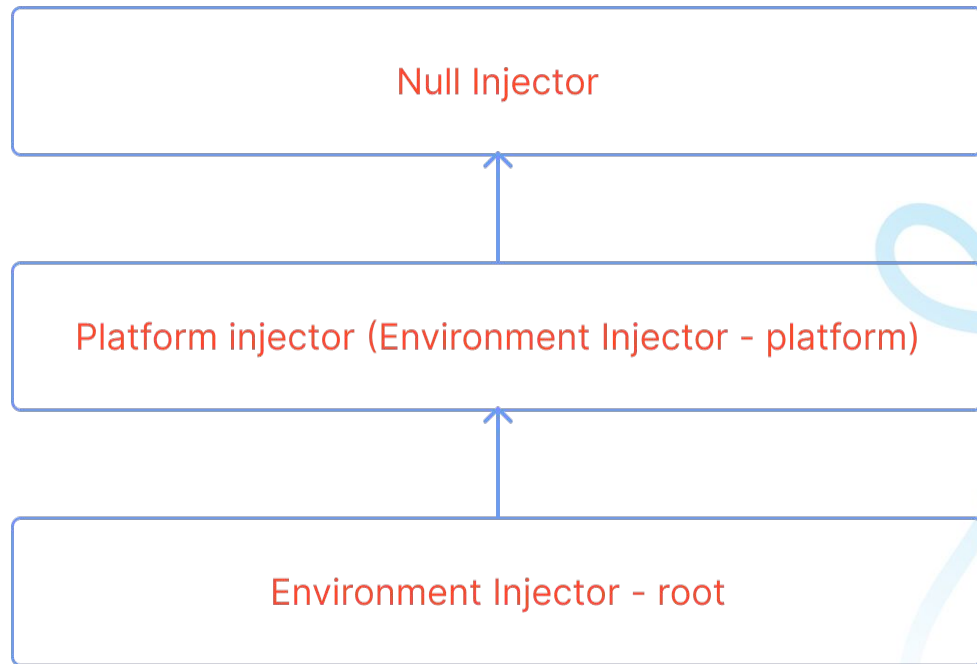 Null Injector
Platform injector (Environment Injector - platform)
Environment Injector - root